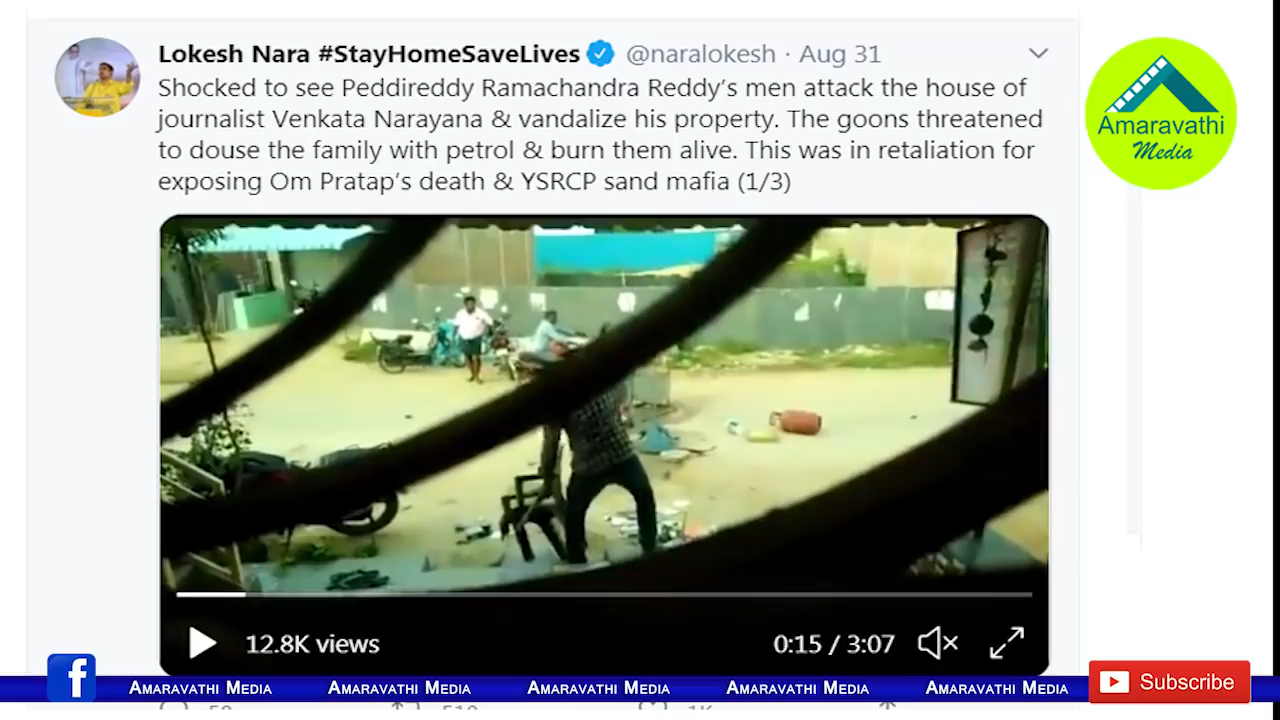 Lokesh Nara #StayHomeSaveLives @naralokesh · Aug 31
Shocked to see Peddireddy Ramachandra Reddy's men attack the house of
journalist Venkata Narayana & vandalize his property. The goons threatened
to douse the family with petrol & burn them alive. This was in retaliation for
exposing Om Pratap's death & YSRCP sand mafia (1/3)
Amaravathi
Media
12.8K views
0:15 / 3:07
f
Amaravathi Media Amaravathi Media Amaravathi Media Amaravathi Media Amaravathi Media
Subscribe